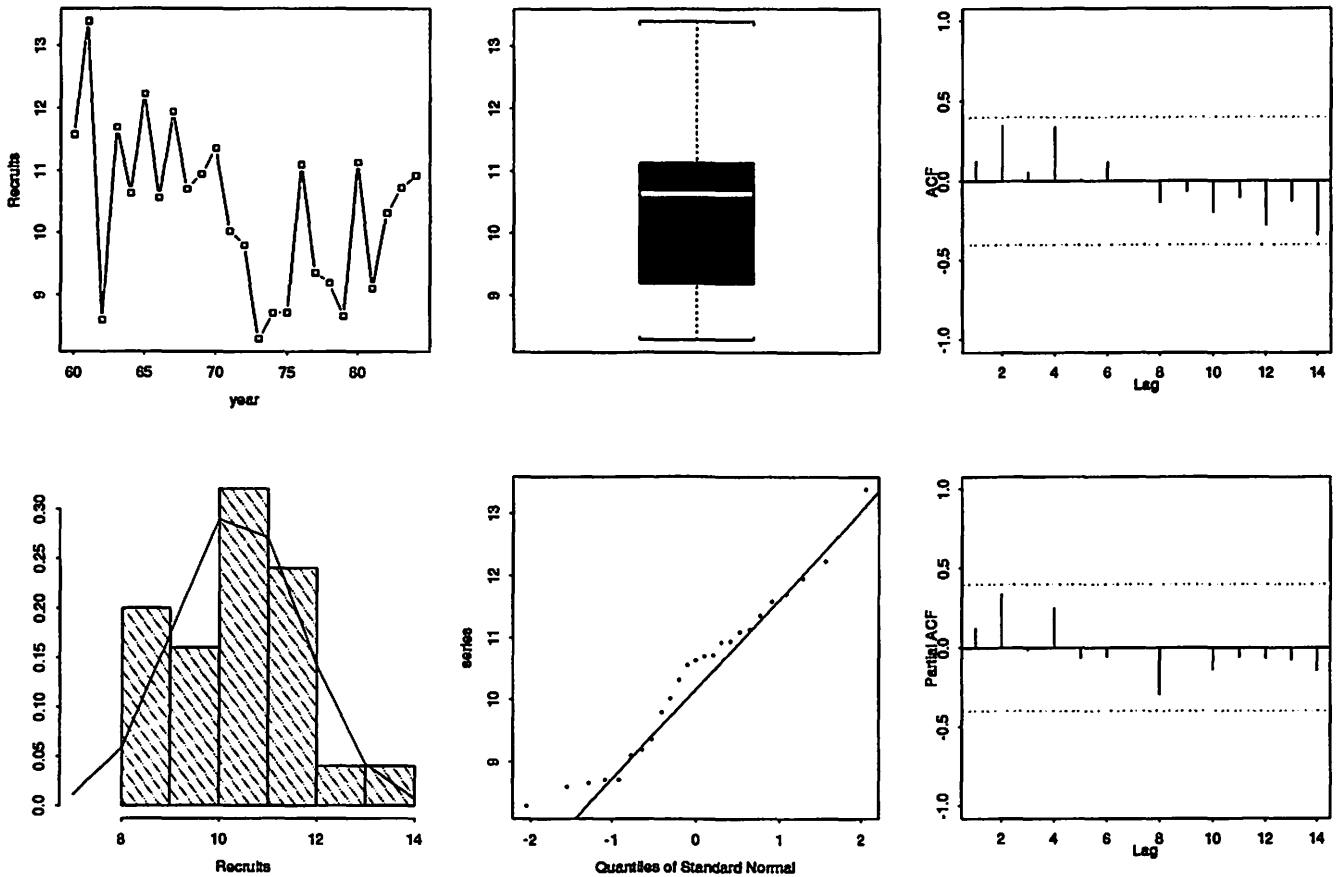 Recruits
13
12
11
10
9
60 65 70 75 80
year
13
12
11
10
9
ACF
1.0
0.5
0.0
-0.5
-1.0
2 4 6 8 10 12 14
Lag
0.30
0.25
0.20
0.15
0.10
0.05
0.0
8 10 12 14
Recruits
series
13
12
11
10
9
-2 -1 0 1 2
Quantiles of Standard Normal
Partial ACF
1.0
0.5
0.0
-0.5
-1.0
2 4 6 8 10 12 14
Lag